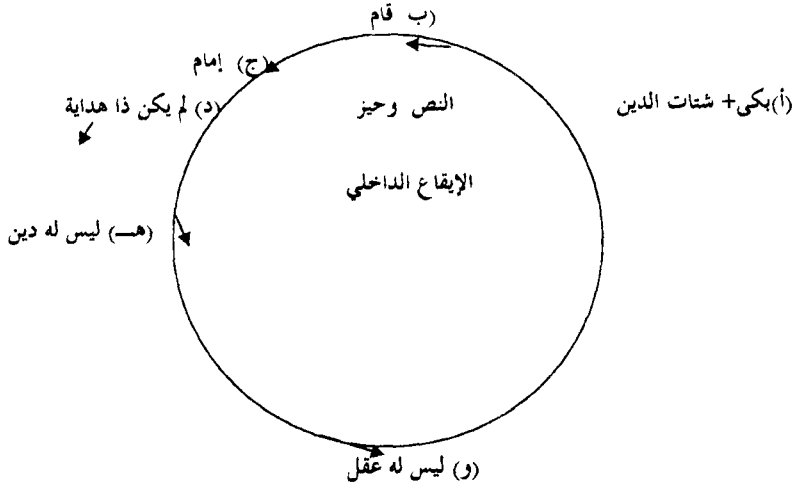 (أ)بكى+ شتات الدين
(ب قام
(ج) إمام
(د) لم يكن ذا هداية
(هـــ) ليس له دين
(و) ليس له عقل
النص وحيز
الإيقاع الداخلي